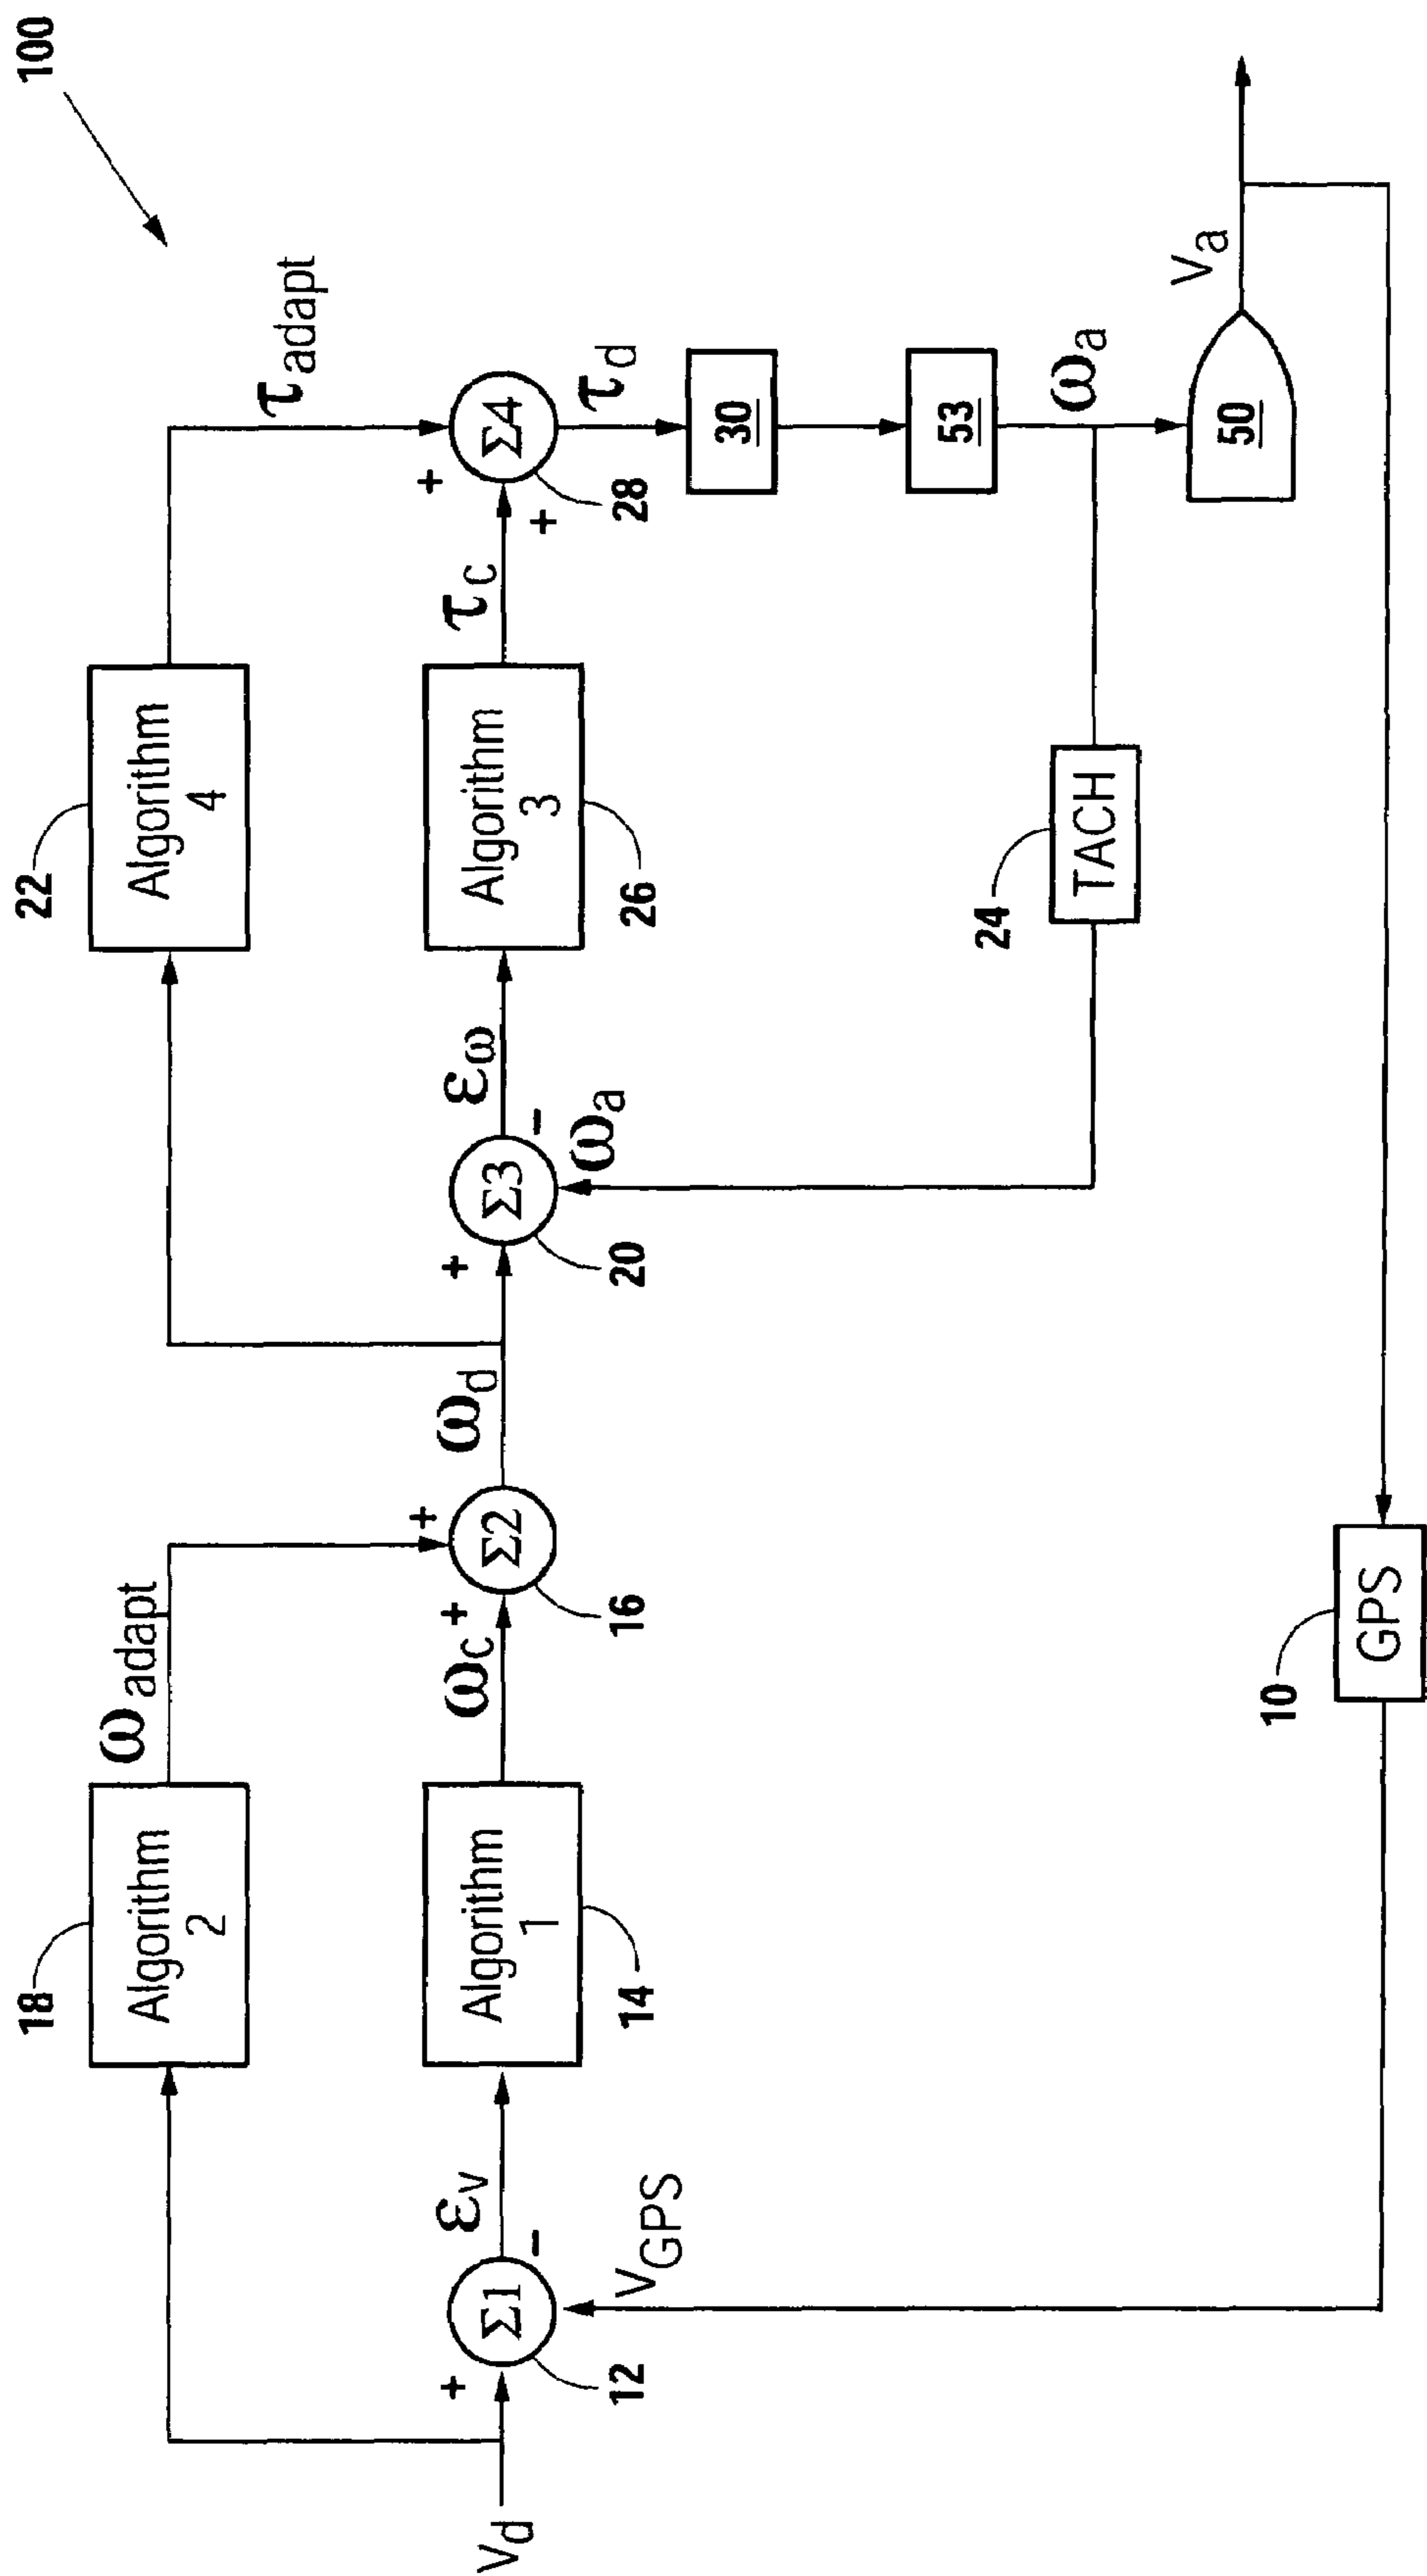 100
22
Algorithm
4
τadapt
18
Algorithm
2
ωadapt
Vd
+
Σ1
12
-
εv
Algorithm
1
14
ωc
+
+
Σ2
16
ωd
+
Σ3
20
-
ωa
εω
Algorithm
3
26
τc
+
+
Σ4
28
τd
30
53
ωa
50
Va
24
TACH
VGPS
10
GPS